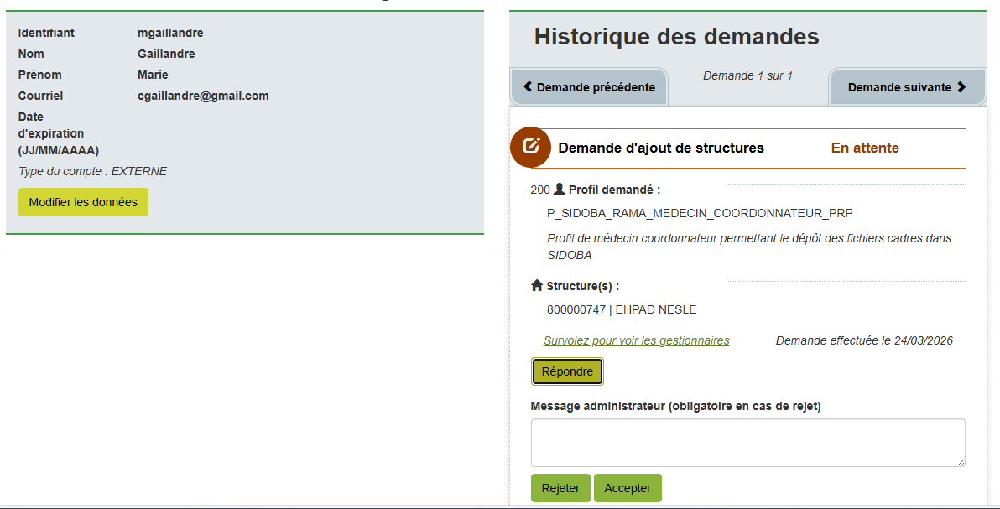 Identifiant mgaillandre
Nom Gaillandre
Prénom Marie
Courriel cgaillandre@gmail.com
Date
d'expiration
(JJ/MM/AAAA)
Type du compte : EXTERNE
Modifier les données
Historique des demandes
Demande précédente
Demande 1 sur 1
Demande suivante
Demande d'ajout de structures En attente
200 Profil demandé :
P_SIDOBA_RAMA_MEDECIN_COORDONNATEUR_PRP
Profil de médecin coordonnateur permettant le dépôt des fichiers cadres dans
SIDOBA
Structure(s) :
800000747 | EHPAD NESLE
Survolez pour voir les gestionnaires Demande effectuée le 24/03/2026
Répondre
Message administrateur (obligatoire en cas de rejet)
Rejeter Accepter